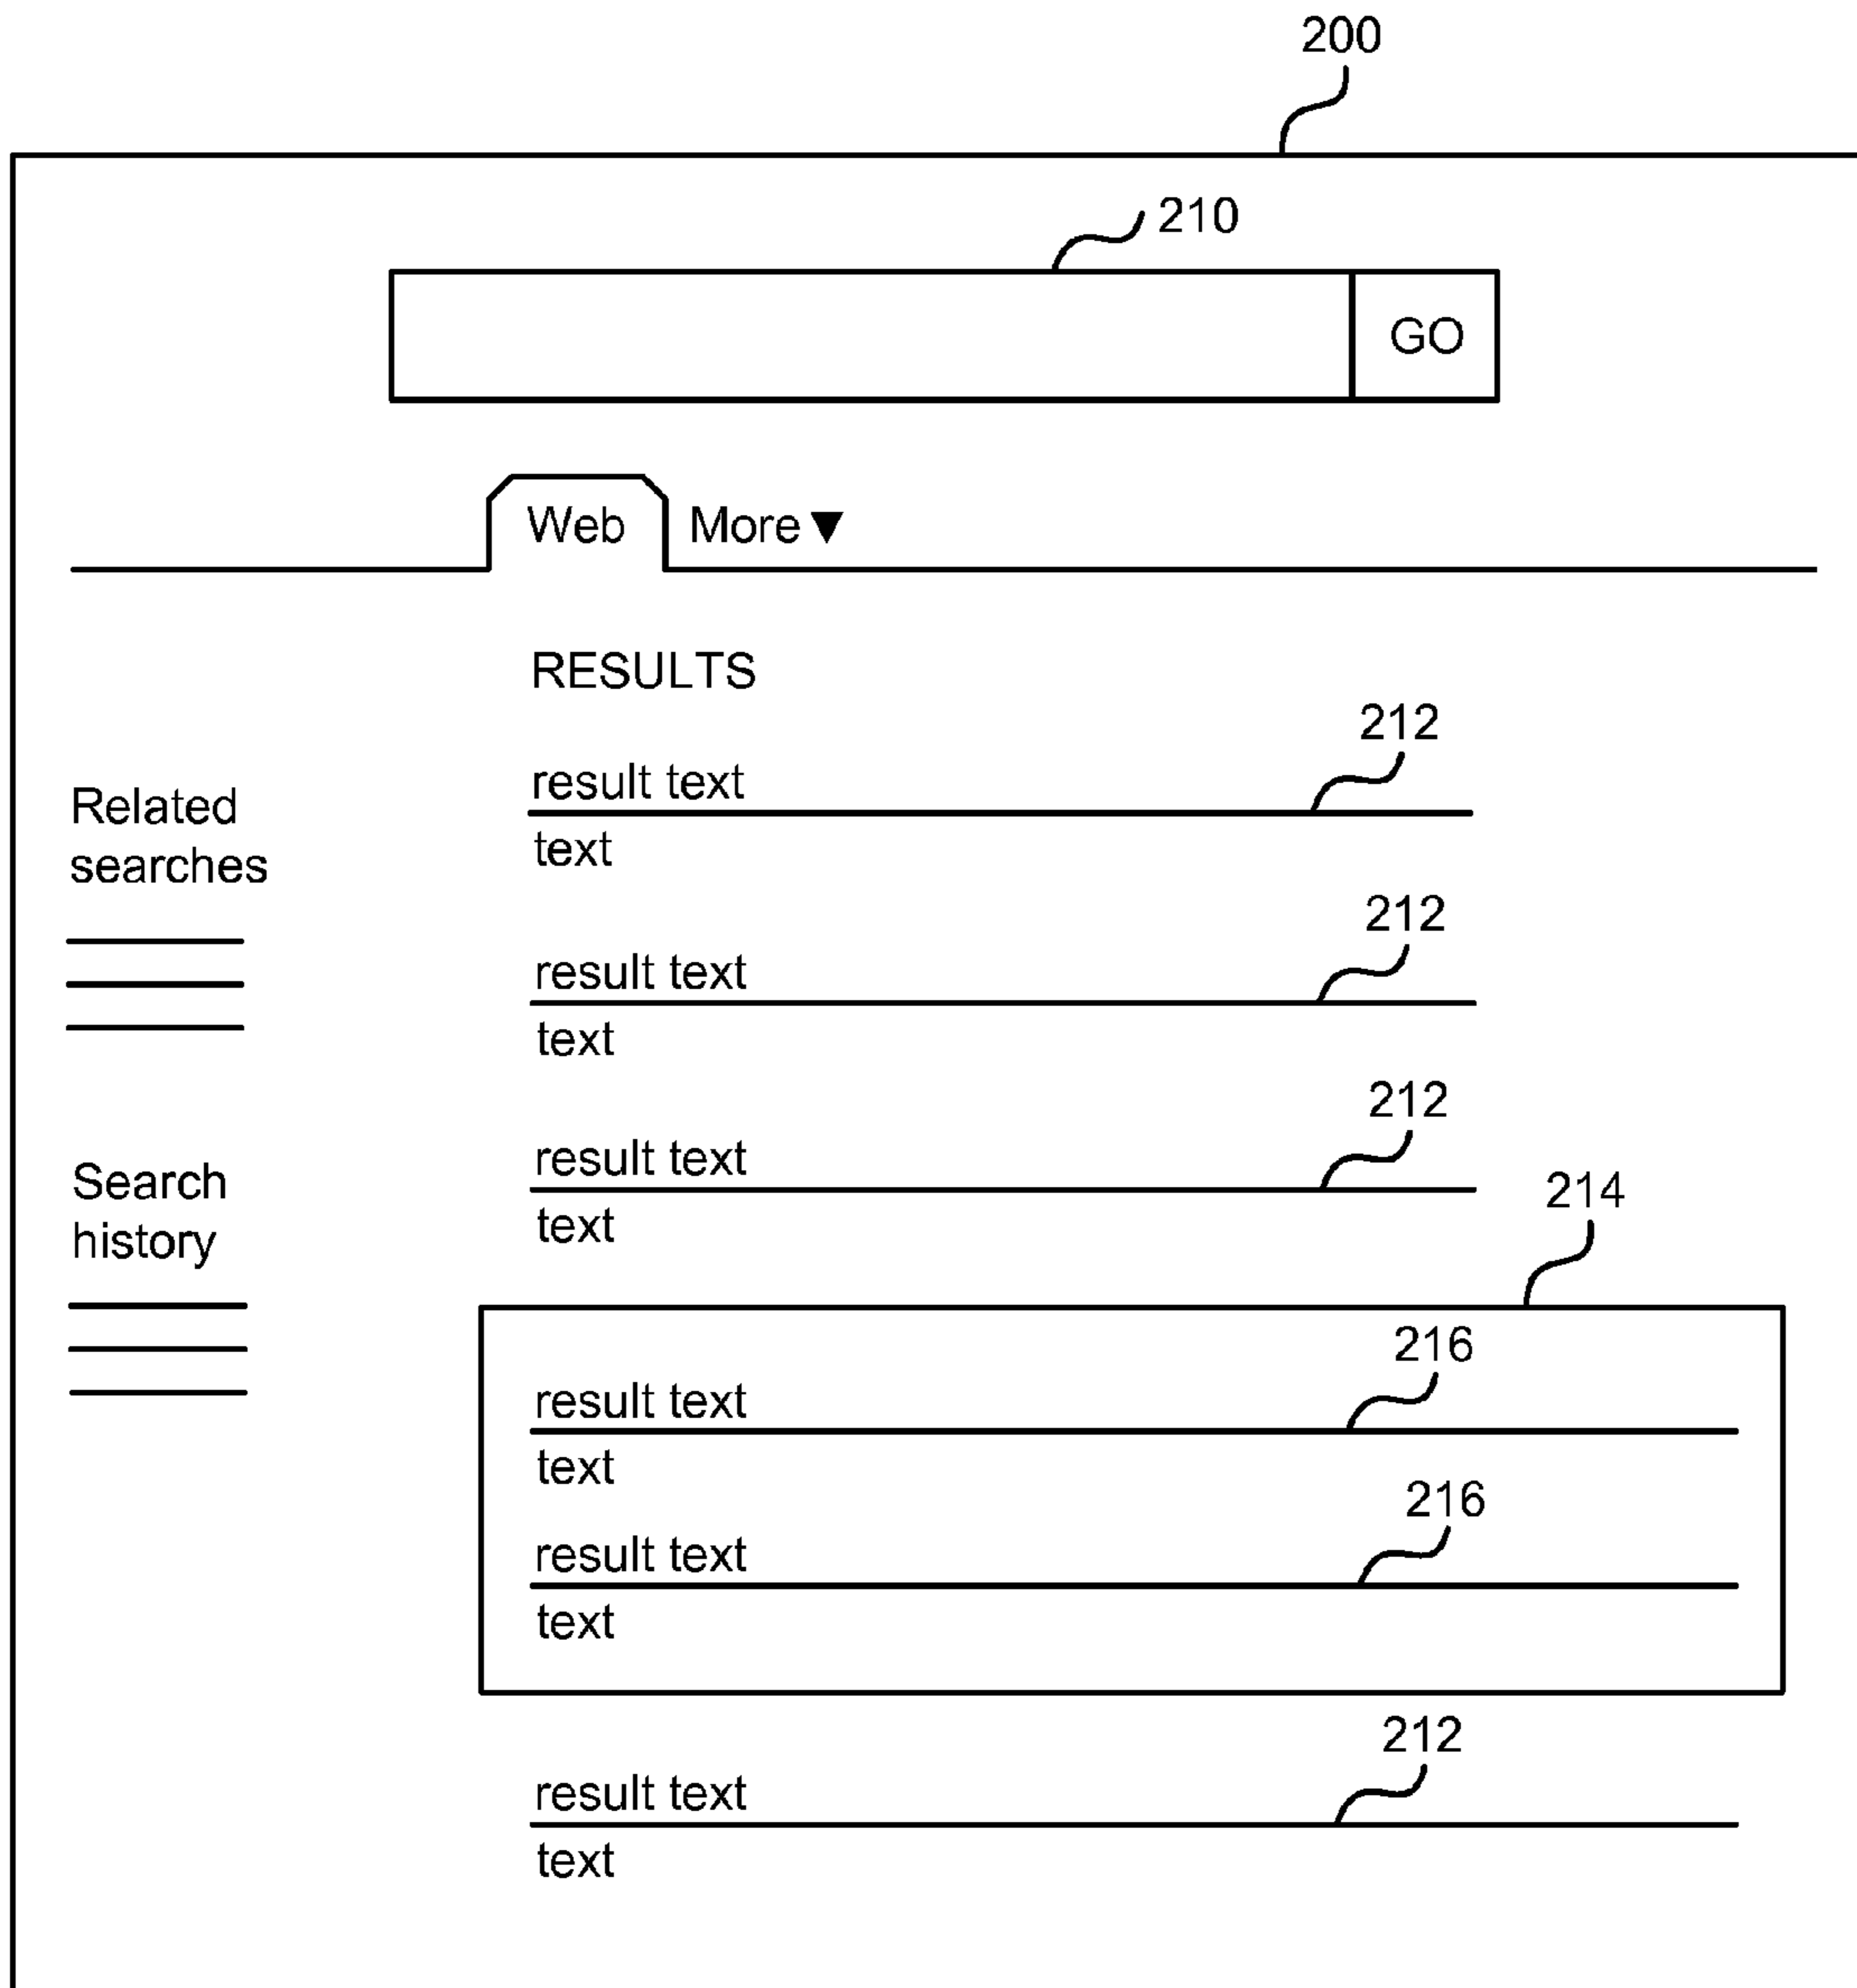 200
210
GO
Web More ▼
RESULTS
212
result text
text
Related
searches
212
result text
text
212
result text
text
Search
history
214
216
result text
text
216
result text
text
212
result text
text